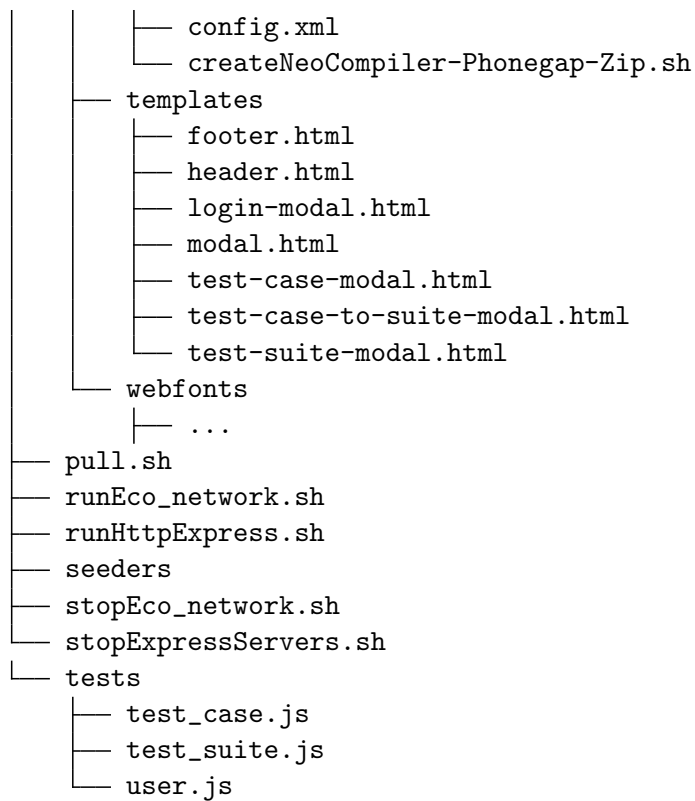 │   │   ├── config.xml
│   │   └── createNeoCompiler-Phonegap-Zip.sh
│   ├── templates
│   │   ├── footer.html
│   │   ├── header.html
│   │   ├── login-modal.html
│   │   ├── modal.html
│   │   ├── test-case-modal.html
│   │   ├── test-case-to-suite-modal.html
│   │   └── test-suite-modal.html
│   └── webfonts
│       ├── ...
├── pull.sh
├── runEco_network.sh
├── runHttpExpress.sh
├── seeders
├── stopEco_network.sh
└── stopExpressServers.sh
└── tests
    ├── test_case.js
    ├── test_suite.js
    └── user.js